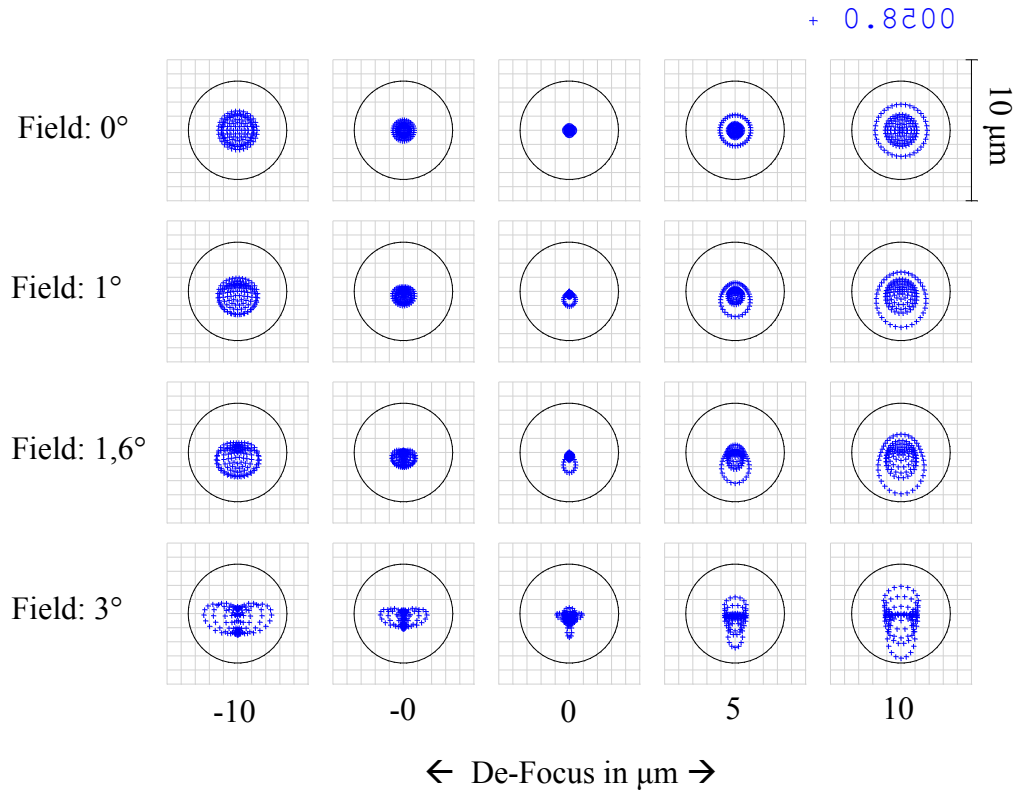 + 0.8500
Field: 0°
10 μm
Field: 1°
Field: 1,6°
Field: 3°
-10 -0 0 5 10
← De-Focus in μm →